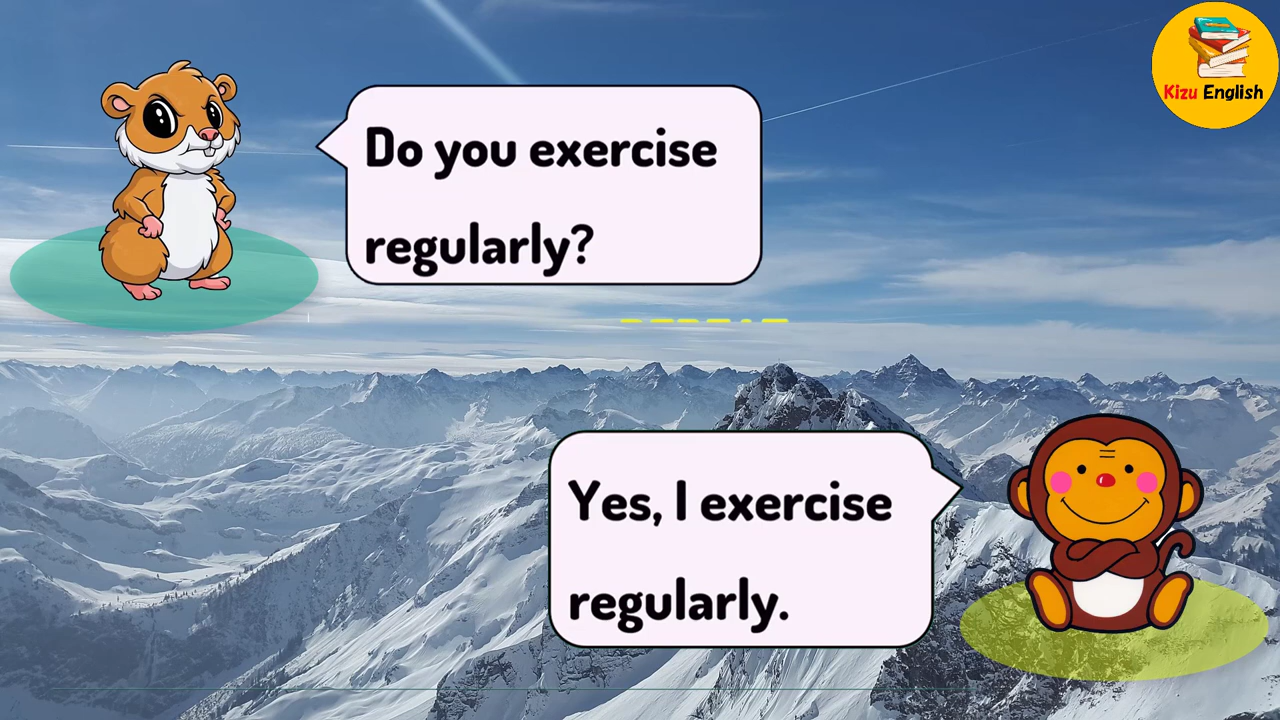 Kizu English
Do you exercise
regularly?
Yes, I exercise
regularly.